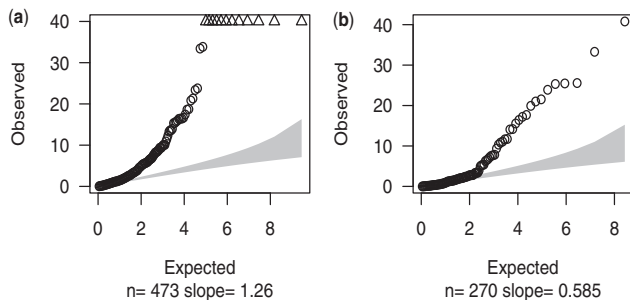 (a)
40
30
20
10
0
Observed
0 2 4 6 8
Expected
n= 473 slope= 1.26
(b)
40
30
20
10
0
Observed
0 2 4 6 8
Expected
n= 270 slope= 0.585